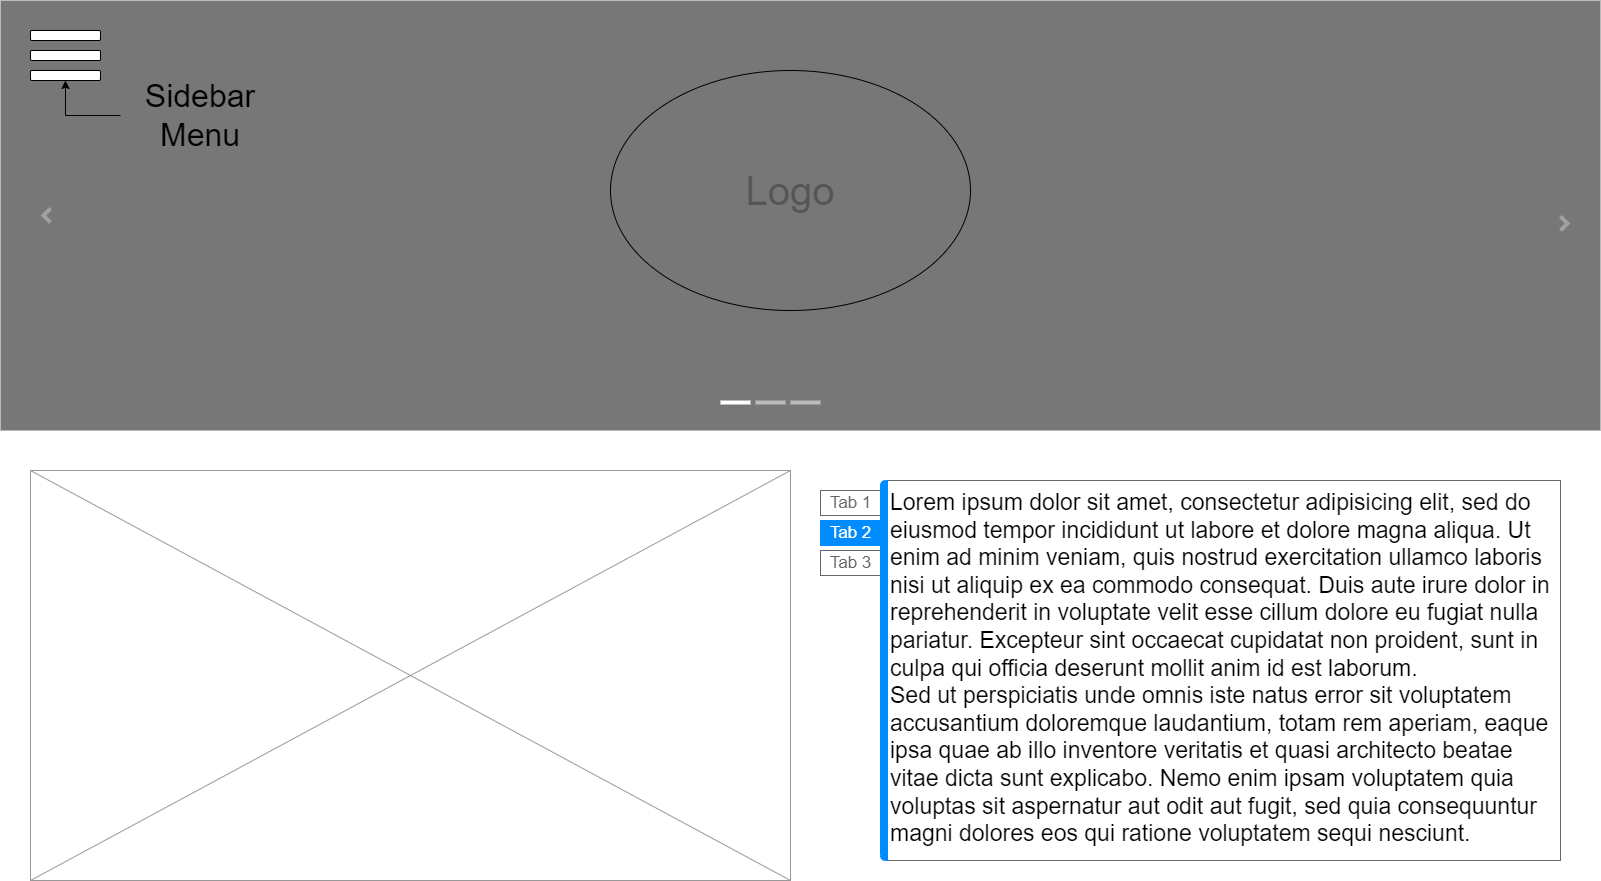 Sidebar
Menu
Logo
Tab 1
Tab 2
Tab 3
Lorem ipsum dolor sit amet, consectetur adipisicing elit, sed do
eiusmod tempor incididunt ut labore et dolore magna aliqua. Ut
enim ad minim veniam, quis nostrud exercitation ullamco laboris
nisi ut aliquip ex ea commodo consequat. Duis aute irure dolor in
reprehenderit in voluptate velit esse cillum dolore eu fugiat nulla
pariatur. Excepteur sint occaecat cupidatat non proident, sunt in
culpa qui officia deserunt mollit anim id est laborum.
Sed ut perspiciatis unde omnis iste natus error sit voluptatem
accusantium doloremque laudantium, totam rem aperiam, eaque
ipsa quae ab illo inventore veritatis et quasi architecto beatae
vitae dicta sunt explicabo. Nemo enim ipsam voluptatem quia
voluptas sit aspernatur aut odit aut fugit, sed quia consequuntur
magni dolores eos qui ratione voluptatem sequi nesciunt.